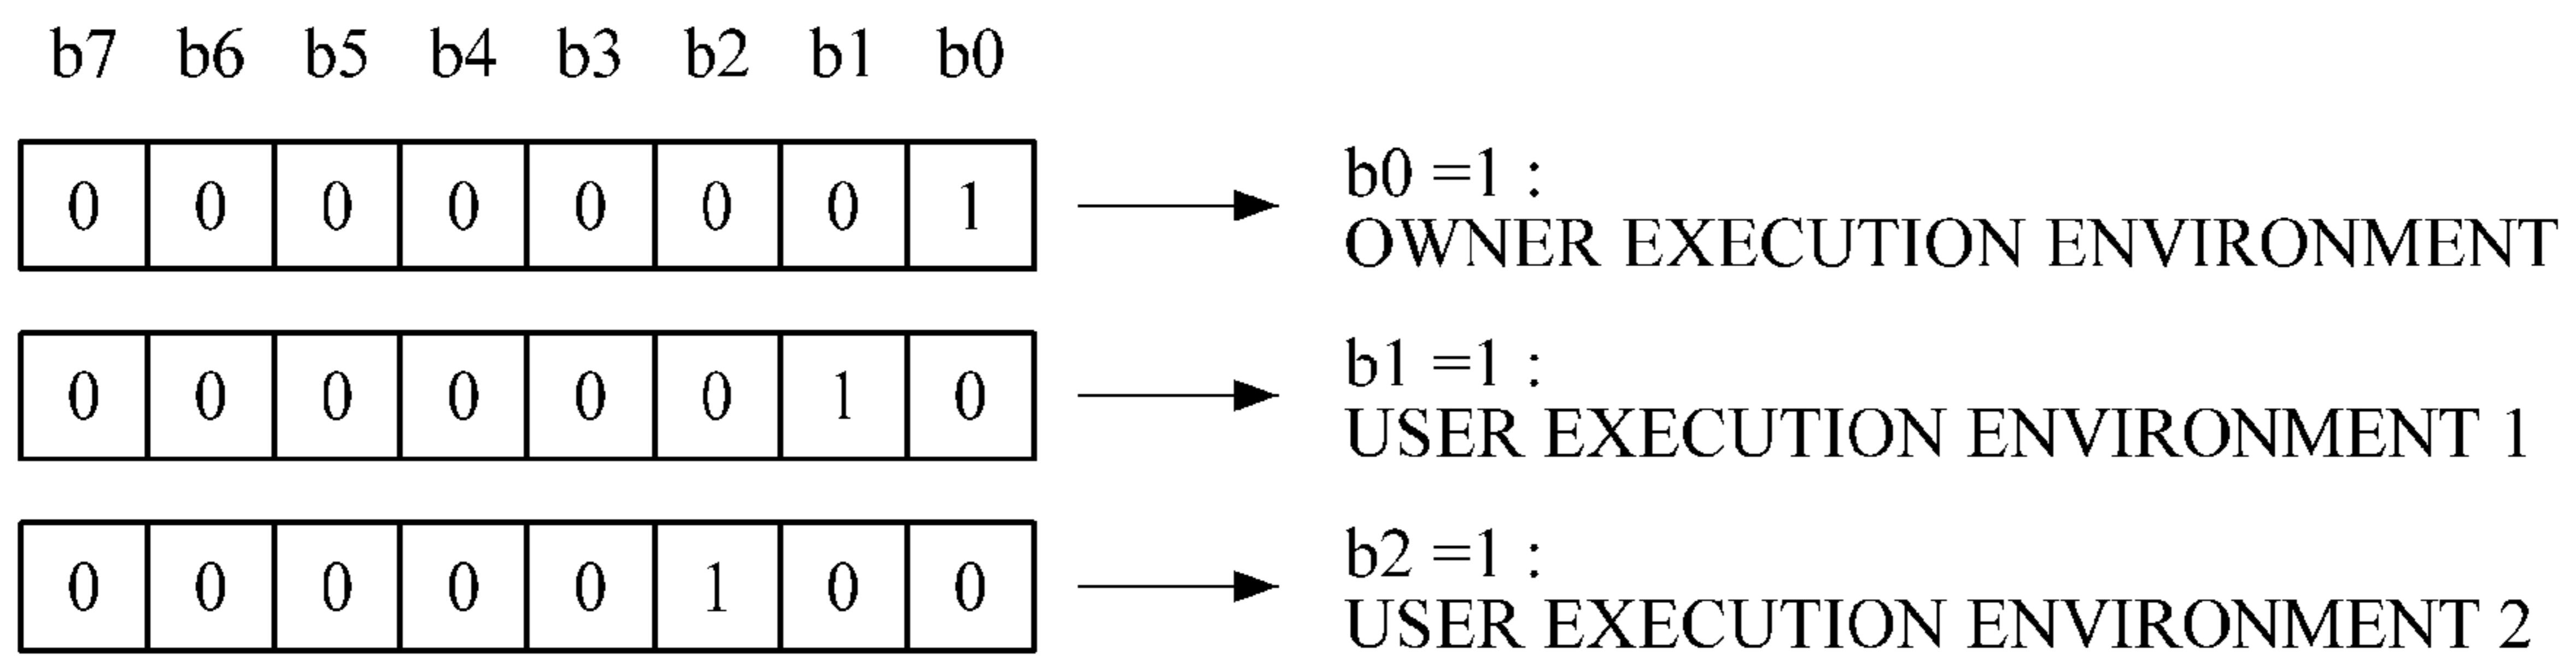 b7 b6 b5 b4 b3 b2 b1 b0
0 0 0 0 0 0 0 1
b0 =1 :
OWNER EXECUTION ENVIRONMENT
0 0 0 0 0 0 1 0
b1 =1 :
USER EXECUTION ENVIRONMENT 1
0 0 0 0 0 1 0 0
b2 =1 :
USER EXECUTION ENVIRONMENT 2